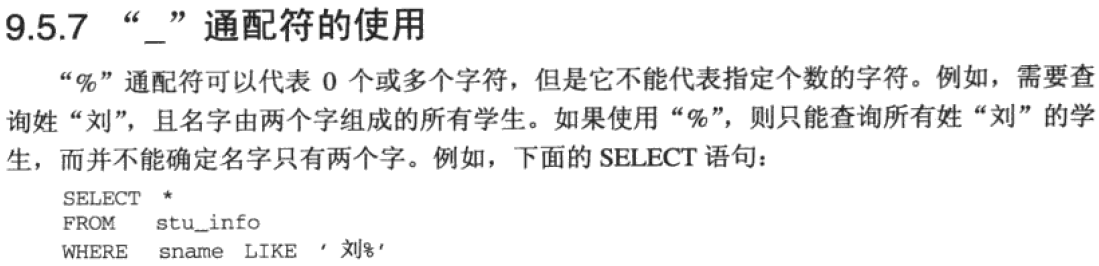 9.5.7 “_”通配符的使用
“%”通配符可以代表 0 个或多个字符，但是它不能代表指定个数的字符。例如，需要查
询姓“刘”，且名字由两个字组成的所有学生。如果使用“%”，则只能查询所有姓“刘”的学
生，而并不能确定名字只有两个字。例如，下面的 SELECT 语句：
SELECT *
FROM stu_info
WHERE sname LIKE ' 刘%'